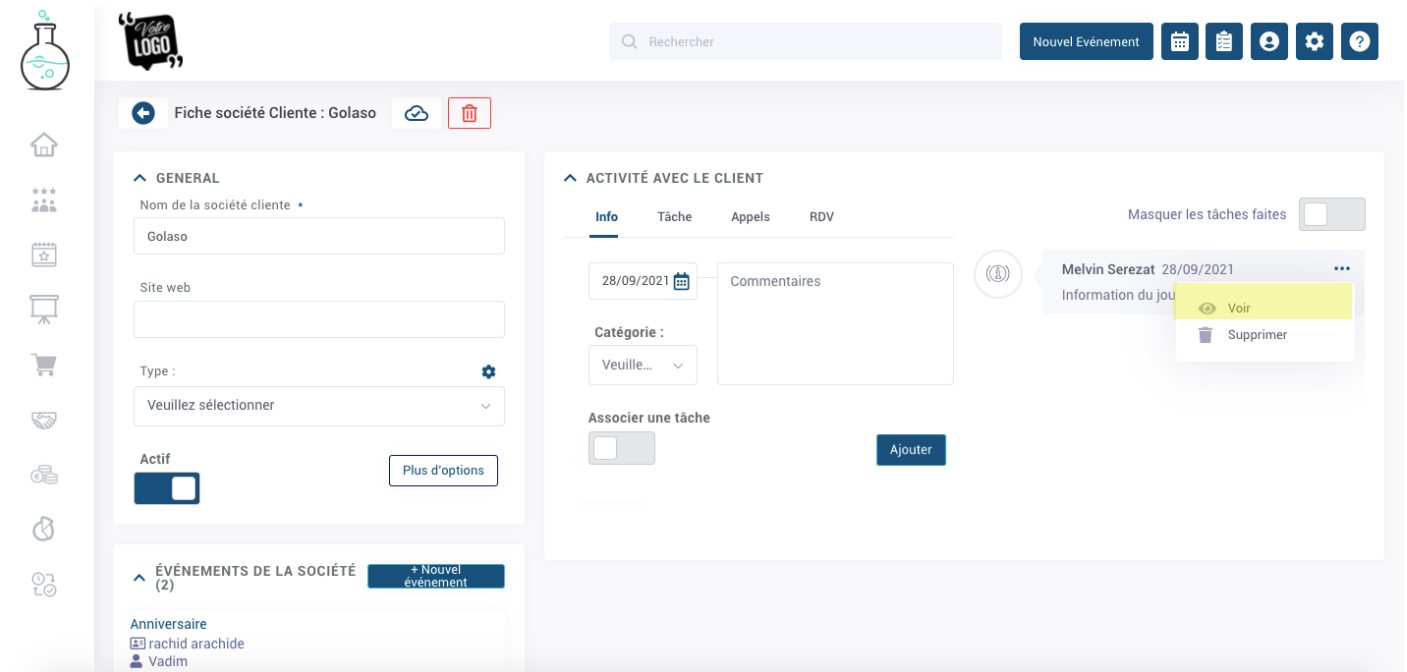 Votre
LOGO
Rechercher
Nouvel Evénement
Fiche société Cliente : Golaso
GENERAL
Nom de la société cliente •
Golaso
Site web
Type :
Veuillez sélectionner
Actif
Plus d'options
ÉVÉNEMENTS DE LA SOCIÉTÉ
(2)
+ Nouvel
événement
Anniversaire
rachid arachide
Vadim
ACTIVITÉ AVEC LE CLIENT
Info Tâche Appels RDV
Masquer les tâches faites
28/09/2021
Commentaires
Catégorie :
Veuille...
Associer une tâche
Ajouter
Melvin Serezat 28/09/2021
Information du jou
Voir
Supprimer